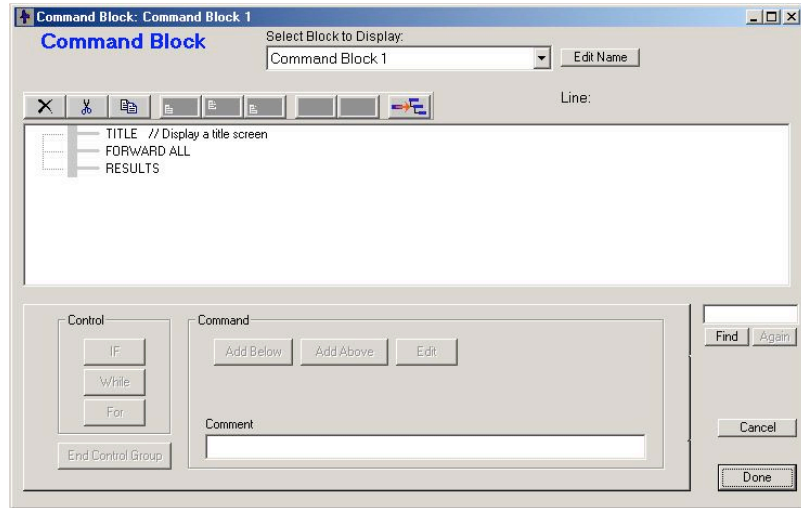 Command Block: Command Block 1
Command Block
Select Block to Display:
Command Block 1
Edit Name
Line:
TITLE // Display a title screen
FORWARD ALL
RESULTS
Control
IF
While
For
End Control Group
Command
Add Below
Add Above
Edit
Comment
Find
Again
Cancel
Done